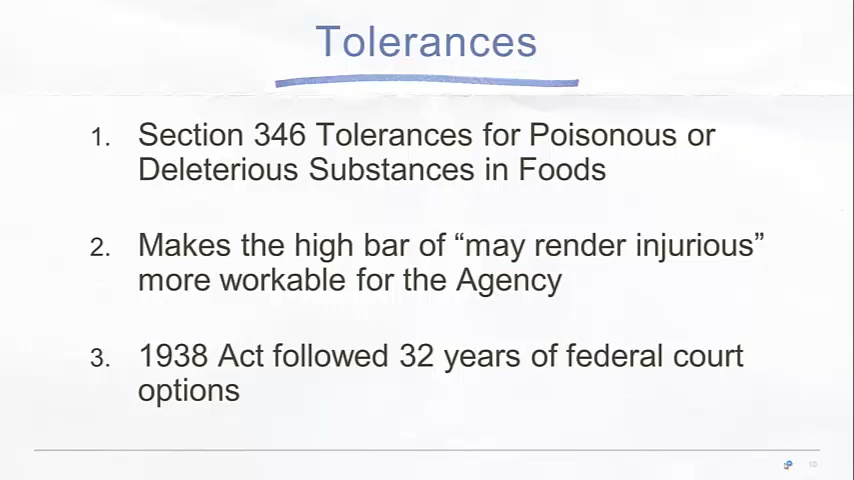 Tolerances
1. Section 346 Tolerances for Poisonous or
Deleterious Substances in Foods
2. Makes the high bar of “may render injurious”
more workable for the Agency
3. 1938 Act followed 32 years of federal court
options
10